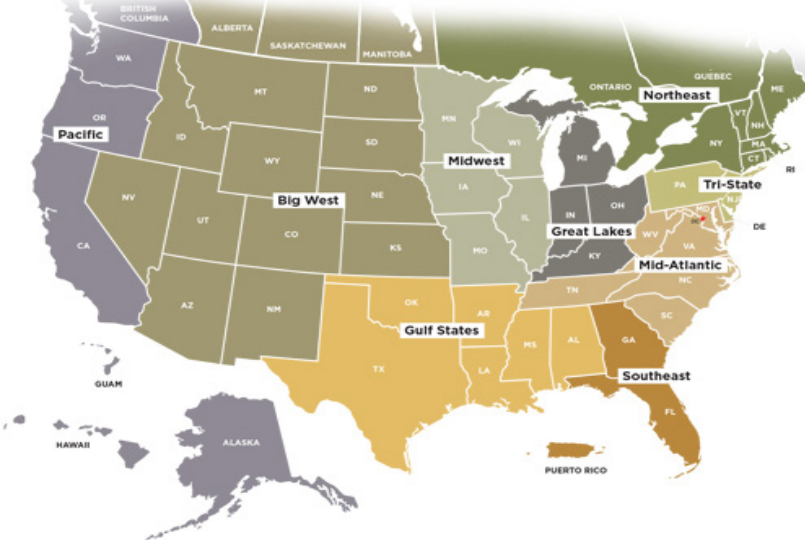 BRITISH
COLUMBIA
ALBERTA
SASKATCHEWAN
MANITOBA
ONTARIO
QUEBEC
Northeast
ME
VT
NH
MA
CT
RI
NY
WA
OR
Pacific
CA
MT
ID
WY
NV
UT
CO
AZ
NM
Big West
ND
SD
NE
KS
MN
WI
Midwest
IA
IL
MO
MI
IN
OH
Great Lakes
KY
PA
Tri-State
NJ
DE
MD
DC
WV
VA
Mid-Atlantic
NC
TN
SC
OK
AR
Gulf States
TX
LA
MS
AL
GA
Southeast
FL
GUAM
HAWAII
ALASKA
PUERTO RICO